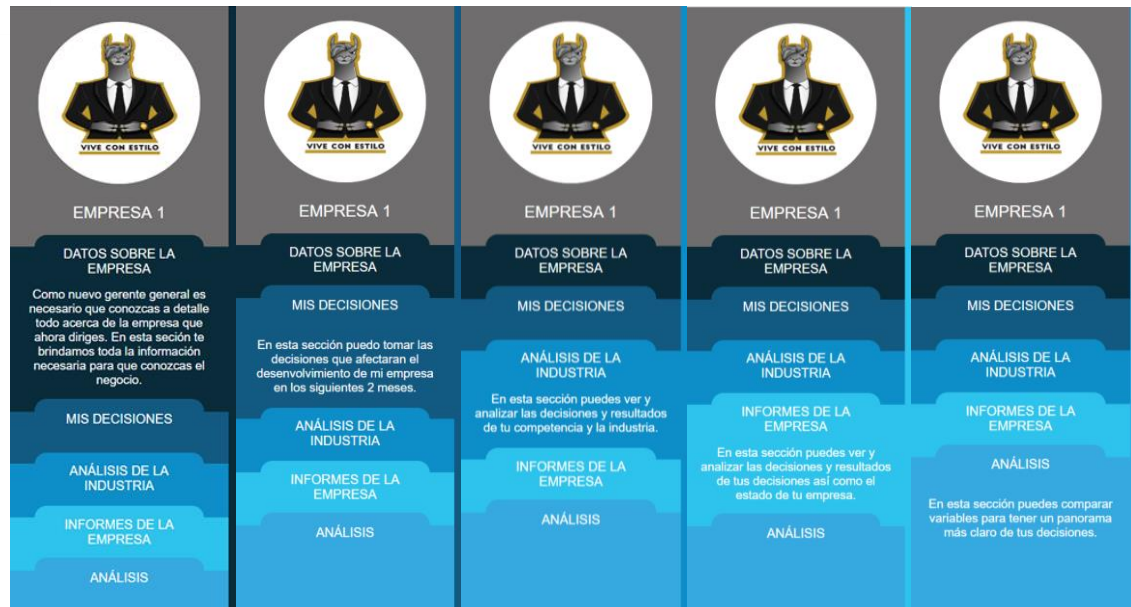 VIVE CON ESTILO
EMPRESA 1
DATOS SOBRE LA
EMPRESA
Como nuevo gerente general es
necesario que conozcas a detalle
todo acerca de la empresa que
ahora diriges. En esta seción te
brindamos toda la información
necesaria para que conozcas el
negocio.
MIS DECISIONES
ANÁLISIS DE LA
INDUSTRIA
INFORMES DE LA
EMPRESA
ANÁLISIS
VIVE CON ESTILO
EMPRESA 1
DATOS SOBRE LA
EMPRESA
MIS DECISIONES
En esta sección puedo tomar las
decisiones que afectaran el
desenvolvimiento de mi empresa
en los siguientes 2 meses.
ANÁLISIS DE LA
INDUSTRIA
INFORMES DE LA
EMPRESA
ANÁLISIS
VIVE CON ESTILO
EMPRESA 1
DATOS SOBRE LA
EMPRESA
MIS DECISIONES
ANÁLISIS DE LA
INDUSTRIA
En esta sección puedes ver y
analizar las decisiones y resultados
de tu competencia y la industria.
INFORMES DE LA
EMPRESA
ANÁLISIS
VIVE CON ESTILO
EMPRESA 1
DATOS SOBRE LA
EMPRESA
MIS DECISIONES
ANÁLISIS DE LA
INDUSTRIA
INFORMES DE LA
EMPRESA
En esta sección puedes ver y
analizar las decisiones y resultados
de tus decisiones así como el
estado de tu empresa.
ANÁLISIS
VIVE CON ESTILO
EMPRESA 1
DATOS SOBRE LA
EMPRESA
MIS DECISIONES
ANÁLISIS DE LA
INDUSTRIA
INFORMES DE LA
EMPRESA
ANÁLISIS
En esta sección puedes comparar
variables para tener un panorama
más claro de tus decisiones.